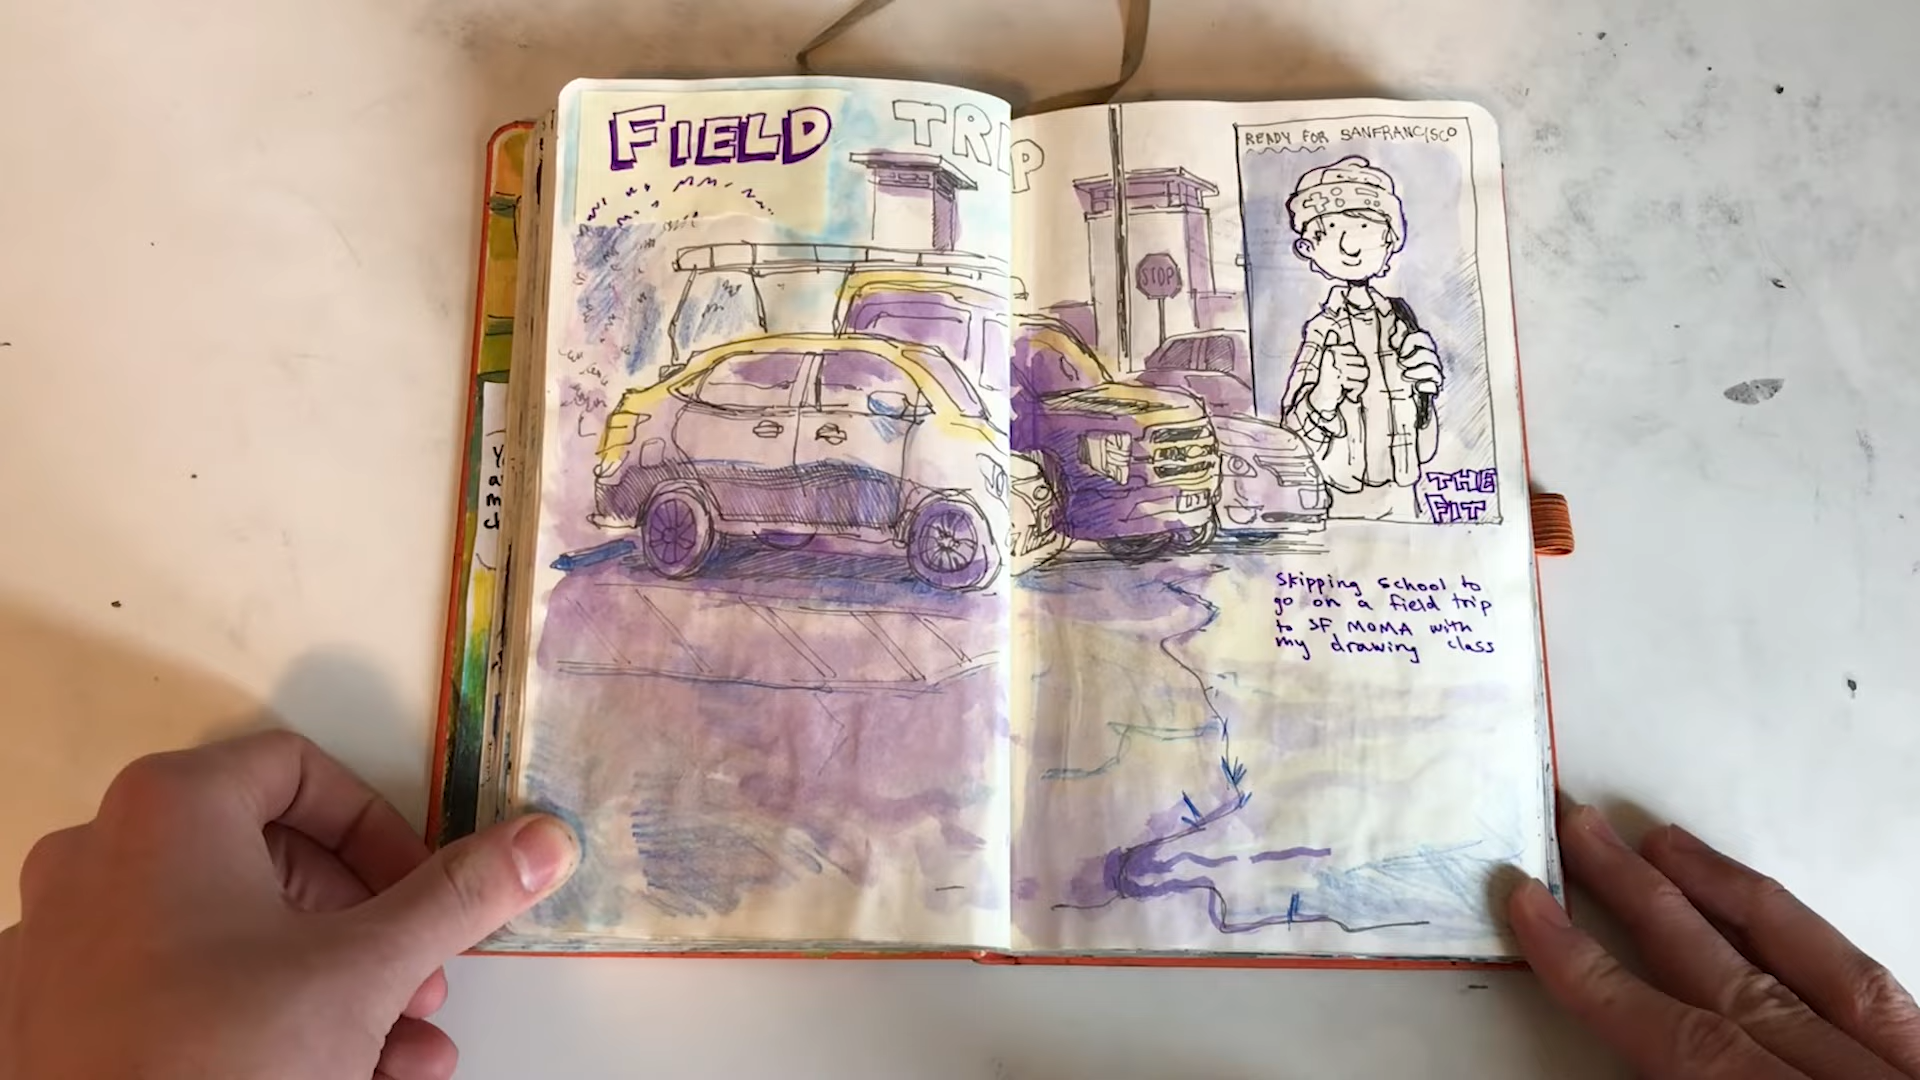 FIELD TRIP
READY FOR SANFRANCISCO
STOP
THE
FIT
skipping school to
go on a field trip
to SF MOMA with
my drawing class